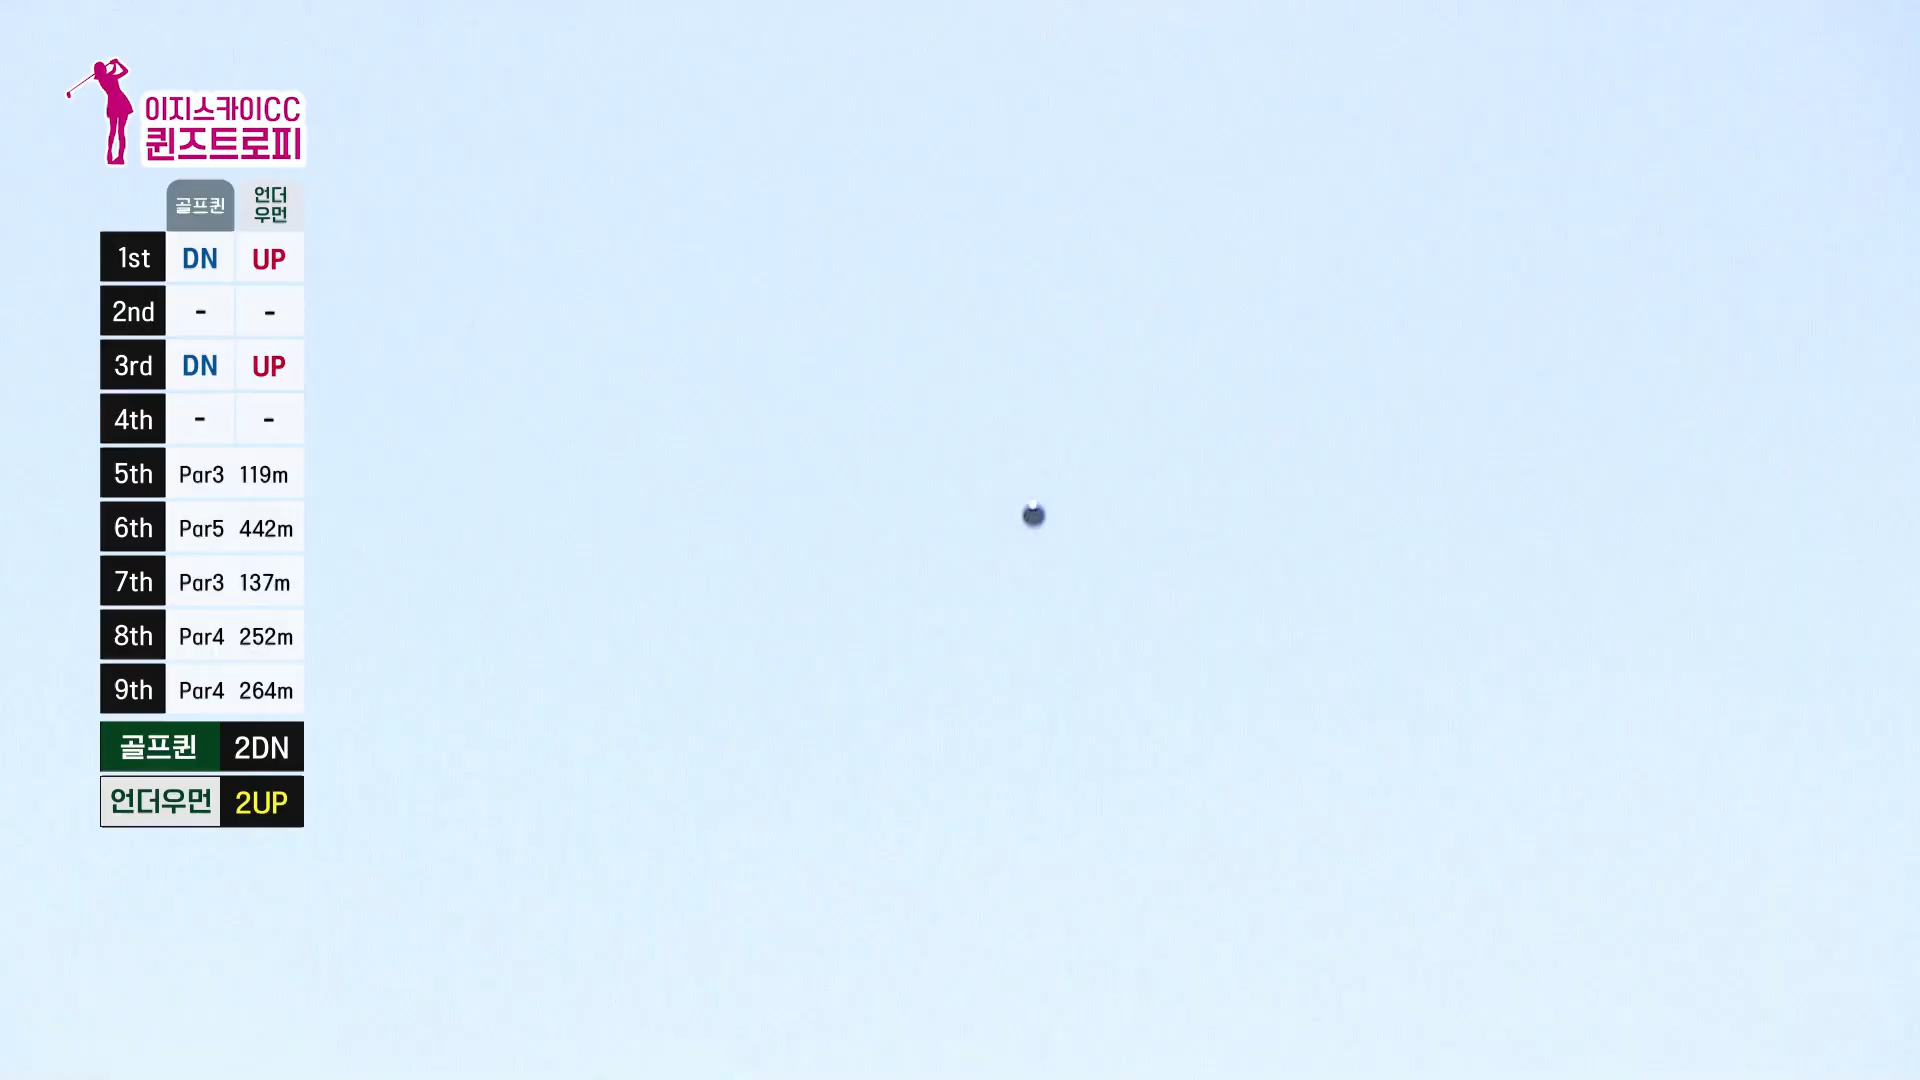 이지스카이CC
퀸즈트로피
골프퀸 언더우먼
1st DN UP
2nd - -
3rd DN UP
4th - -
5th Par3 119m
6th Par5 442m
7th Par3 137m
8th Par4 252m
9th Par4 264m
골프퀸 2DN
언더우먼 2UP